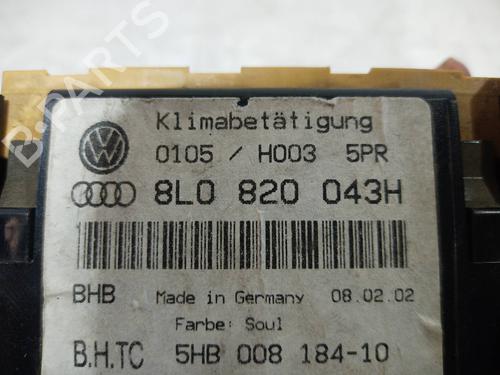 Klimabetätigung
0105 / H003 5PR
8L0 820 043H
BHB Made in Germany 08.02.02
Farbe: Soul
B.H.TC 5HB 008 184-10
B-PARTS